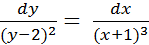 dy/(y−2)² = dx/(x+1)³